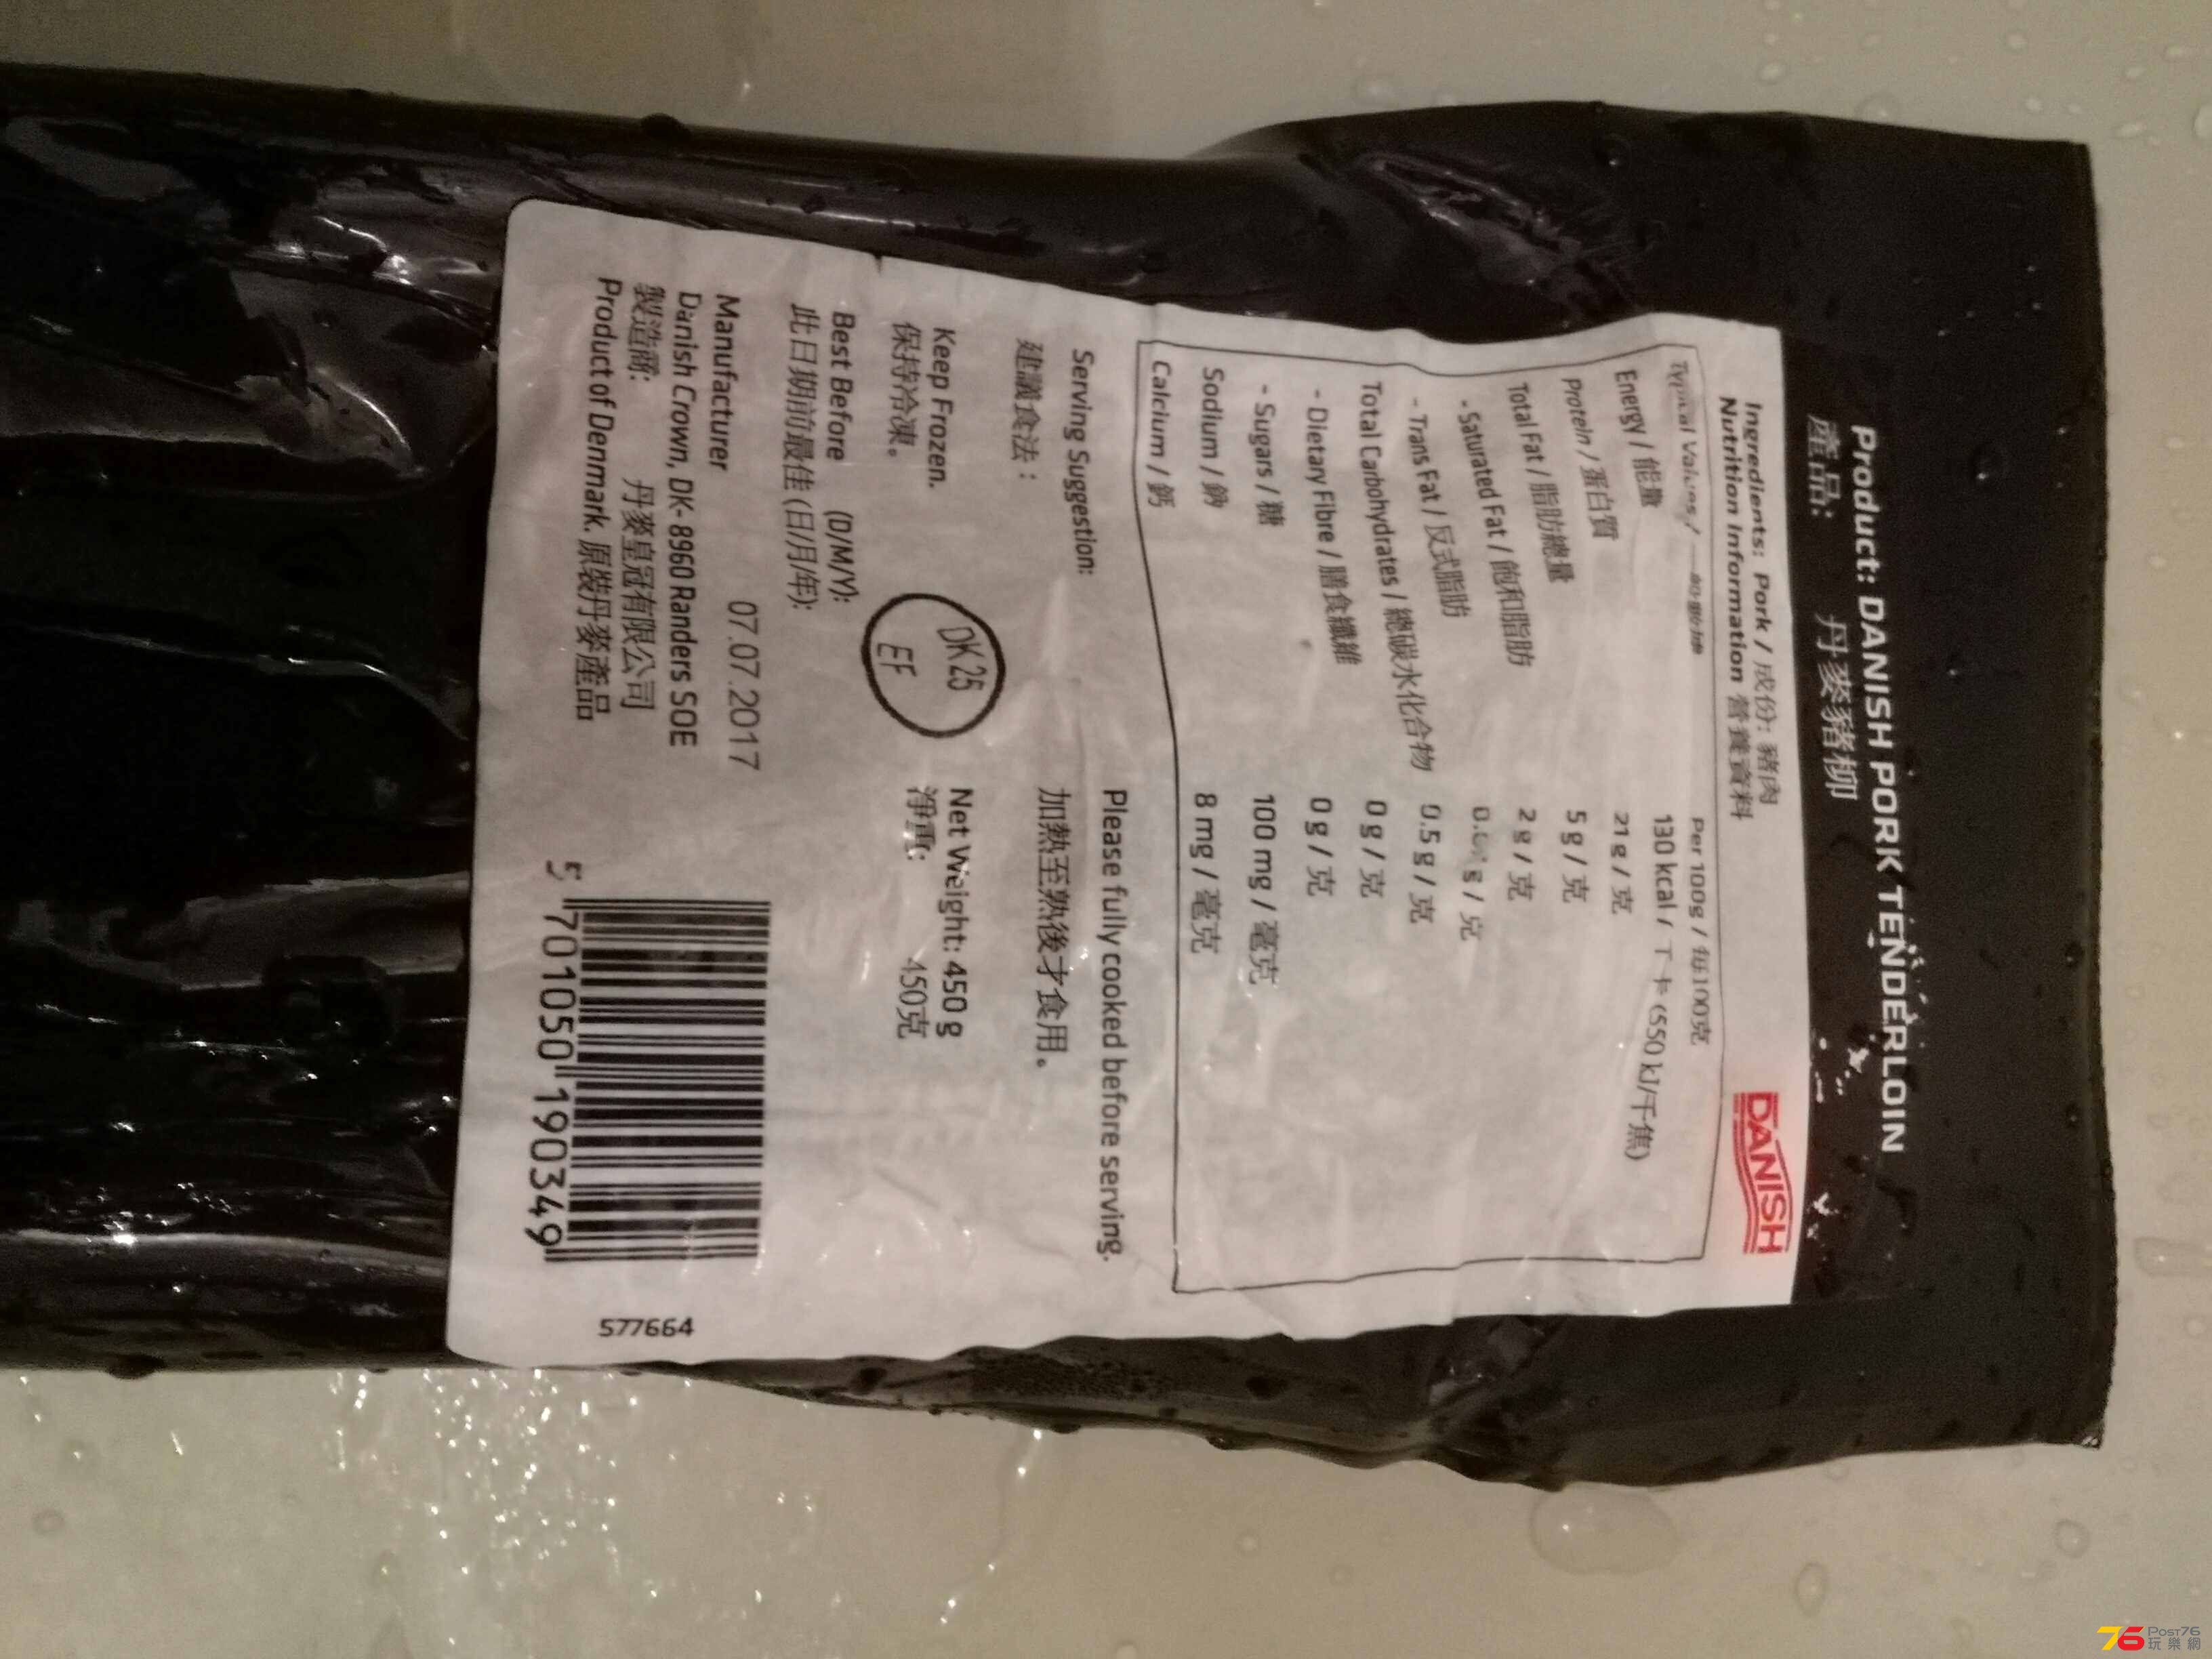 Product: DANISH PORK TENDERLOIN
產品: 丹麥豬柳
DANISH
Ingredients: Pork / 成份: 豬肉
Nutrition Information 營養資料
Typical Values / Per 100g / 每100克
Energy / 能量 130 kcal / 千卡 (550 kJ/千焦)
Protein / 蛋白質 21 g / 克
Total Fat / 脂肪總量 5 g / 克
- Saturated Fat / 飽和脂肪 2 g / 克
- Trans Fat / 反式脂肪 g / 克
Total Carbohydrates / 總碳水化合物 0.5 g / 克
- Dietary Fibre / 膳食纖維 0 g / 克
- Sugars / 糖 0 g / 克
Sodium / 鈉 100 mg / 毫克
Calcium / 鈣 8 mg / 毫克
Serving Suggestion: Please fully cooked before serving.
建議食法： 加熱至熟後才食用。
Keep Frozen. Net Weight: 450 g
保持冷凍。 淨重: 450克
DK 25
EF
Best Before (D/M/Y):
此日期前最佳 (日/月/年):
07.07.2017
Manufacturer
Danish Crown, DK- 8960 Randers SOE
製造商: 丹麥皇冠有限公司
Product of Denmark. 原裝丹麥產品
5 701050 190349
577664
76 Post76
玩樂網